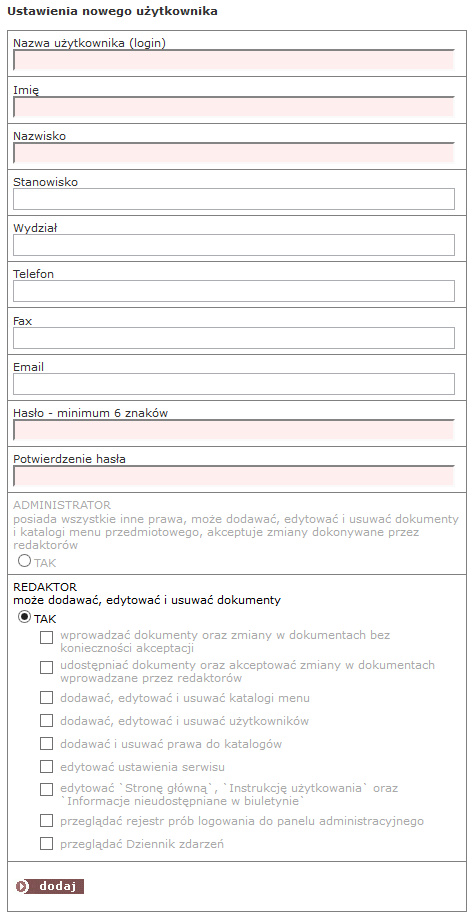 Ustawienia nowego użytkownika
Nazwa użytkownika (login)
Imię
Nazwisko
Stanowisko
Wydział
Telefon
Fax
Email
Hasło - minimum 6 znaków
Potwierdzenie hasła
ADMINISTRATOR
posiada wszystkie inne prawa, może dodawać, edytować i usuwać dokumenty
i katalogi menu przedmiotowego, akceptuje zmiany dokonywane przez
redaktorów
TAK
REDAKTOR
może dodawać, edytować i usuwać dokumenty
TAK
wprowadzać dokumenty oraz zmiany w dokumentach bez
konieczności akceptacji
udostępniać dokumenty oraz akceptować zmiany w dokumentach
wprowadzane przez redaktorów
dodawać, edytować i usuwać katalogi menu
dodawać, edytować i usuwać użytkowników
dodawać i usuwać prawa do katalogów
edytować ustawienia serwisu
edytować `Stronę główną`, `Instrukcję użytkowania` oraz
`Informacje nieudostępniane w biuletynie`
przeglądać rejestr prób logowania do panelu administracyjnego
przeglądać Dziennik zdarzeń
dodaj